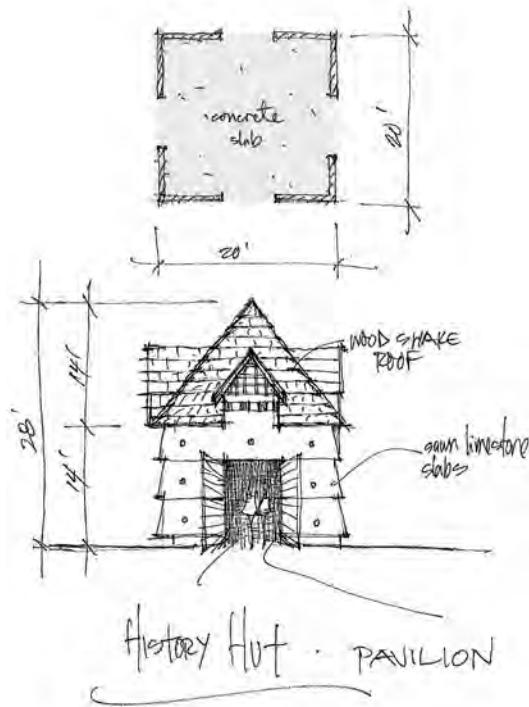 concrete
slab
20'
20'
14'
28'
14'
WOOD SHAKE
ROOF
sawn limestone
slabs
HISTORY HUT . PAVILION